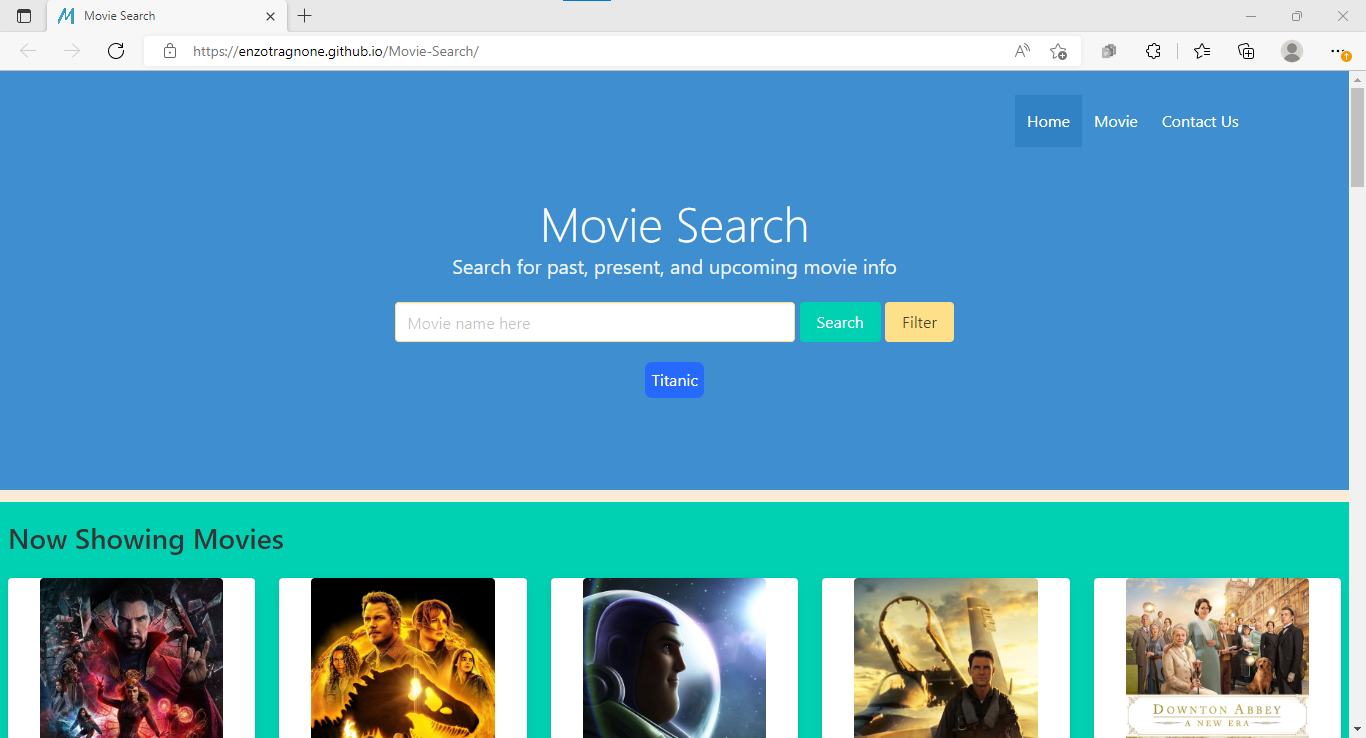 Movie Search
https://enzotragnone.github.io/Movie-Search/
Home Movie Contact Us
Movie Search
Search for past, present, and upcoming movie info
Movie name here Search Filter
Titanic
Now Showing Movies
DOWNTON ABBEY
A NEW ERA